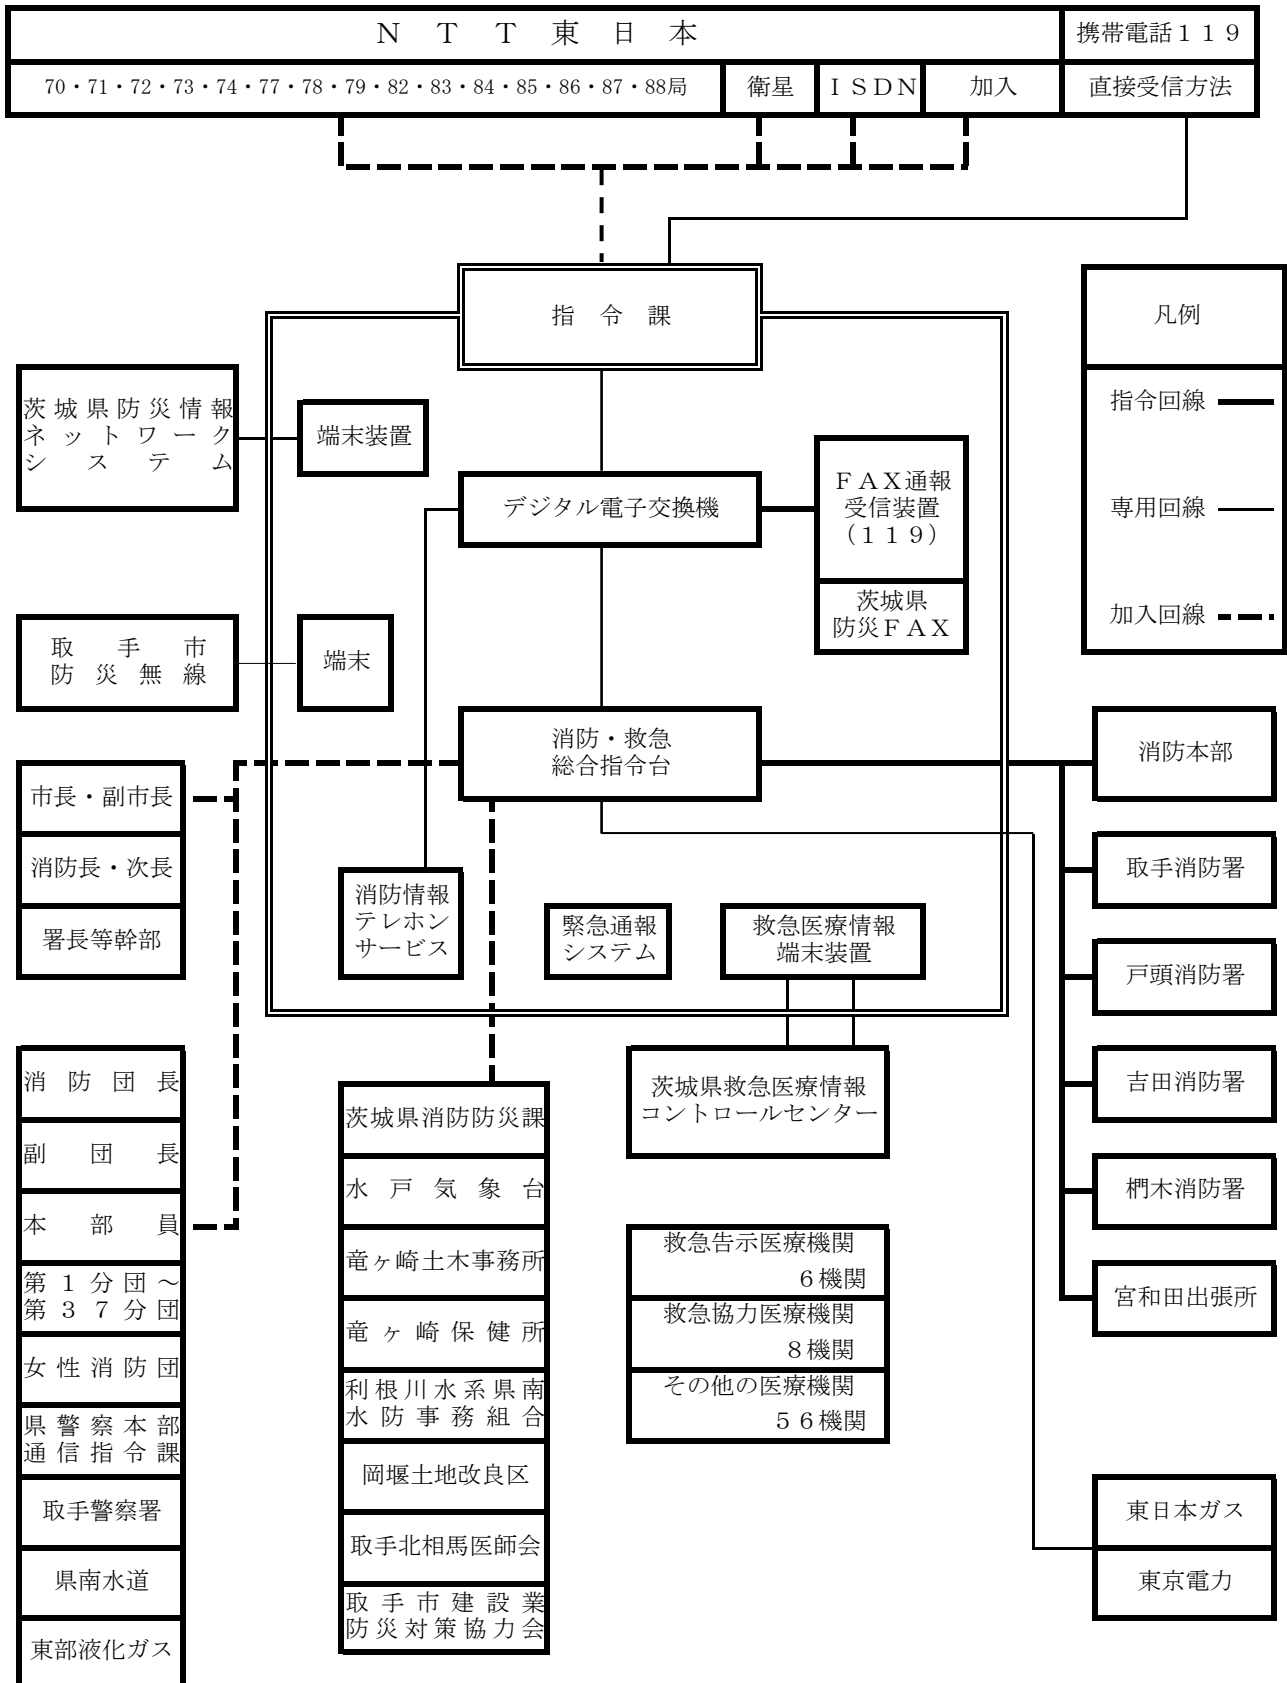 ＮＴＴ東日本
携帯電話１１９
70・71・72・73・74・77・78・79・82・83・84・85・86・87・88局
衛星
ＩＳＤＮ
加入
直接受信方法
指令課
凡例
指令回線
専用回線
加入回線
茨城県防災情報
ネットワーク
システム
端末装置
デジタル電子交換機
ＦＡＸ通報
受信装置
（１１９）
茨城県
防災ＦＡＸ
取手市
防災無線
端末
消防・救急
総合指令台
消防本部
市長・副市長
消防長・次長
署長等幹部
取手消防署
戸頭消防署
吉田消防署
椚木消防署
宮和田出張所
消防情報
テレホン
サービス
緊急通報
システム
救急医療情報
端末装置
消防団長
副団長
本部員
第１分団～
第３７分団
女性消防団
県警察本部
通信指令課
取手警察署
県南水道
東部液化ガス
茨城県消防防災課
水戸気象台
竜ヶ崎土木事務所
竜ヶ崎保健所
利根川水系県南
水防事務組合
岡堰土地改良区
取手北相馬医師会
取手市建設業
防災対策協力会
茨城県救急医療情報
コントロールセンター
救急告示医療機関
６機関
救急協力医療機関
８機関
その他の医療機関
５６機関
東日本ガス
東京電力